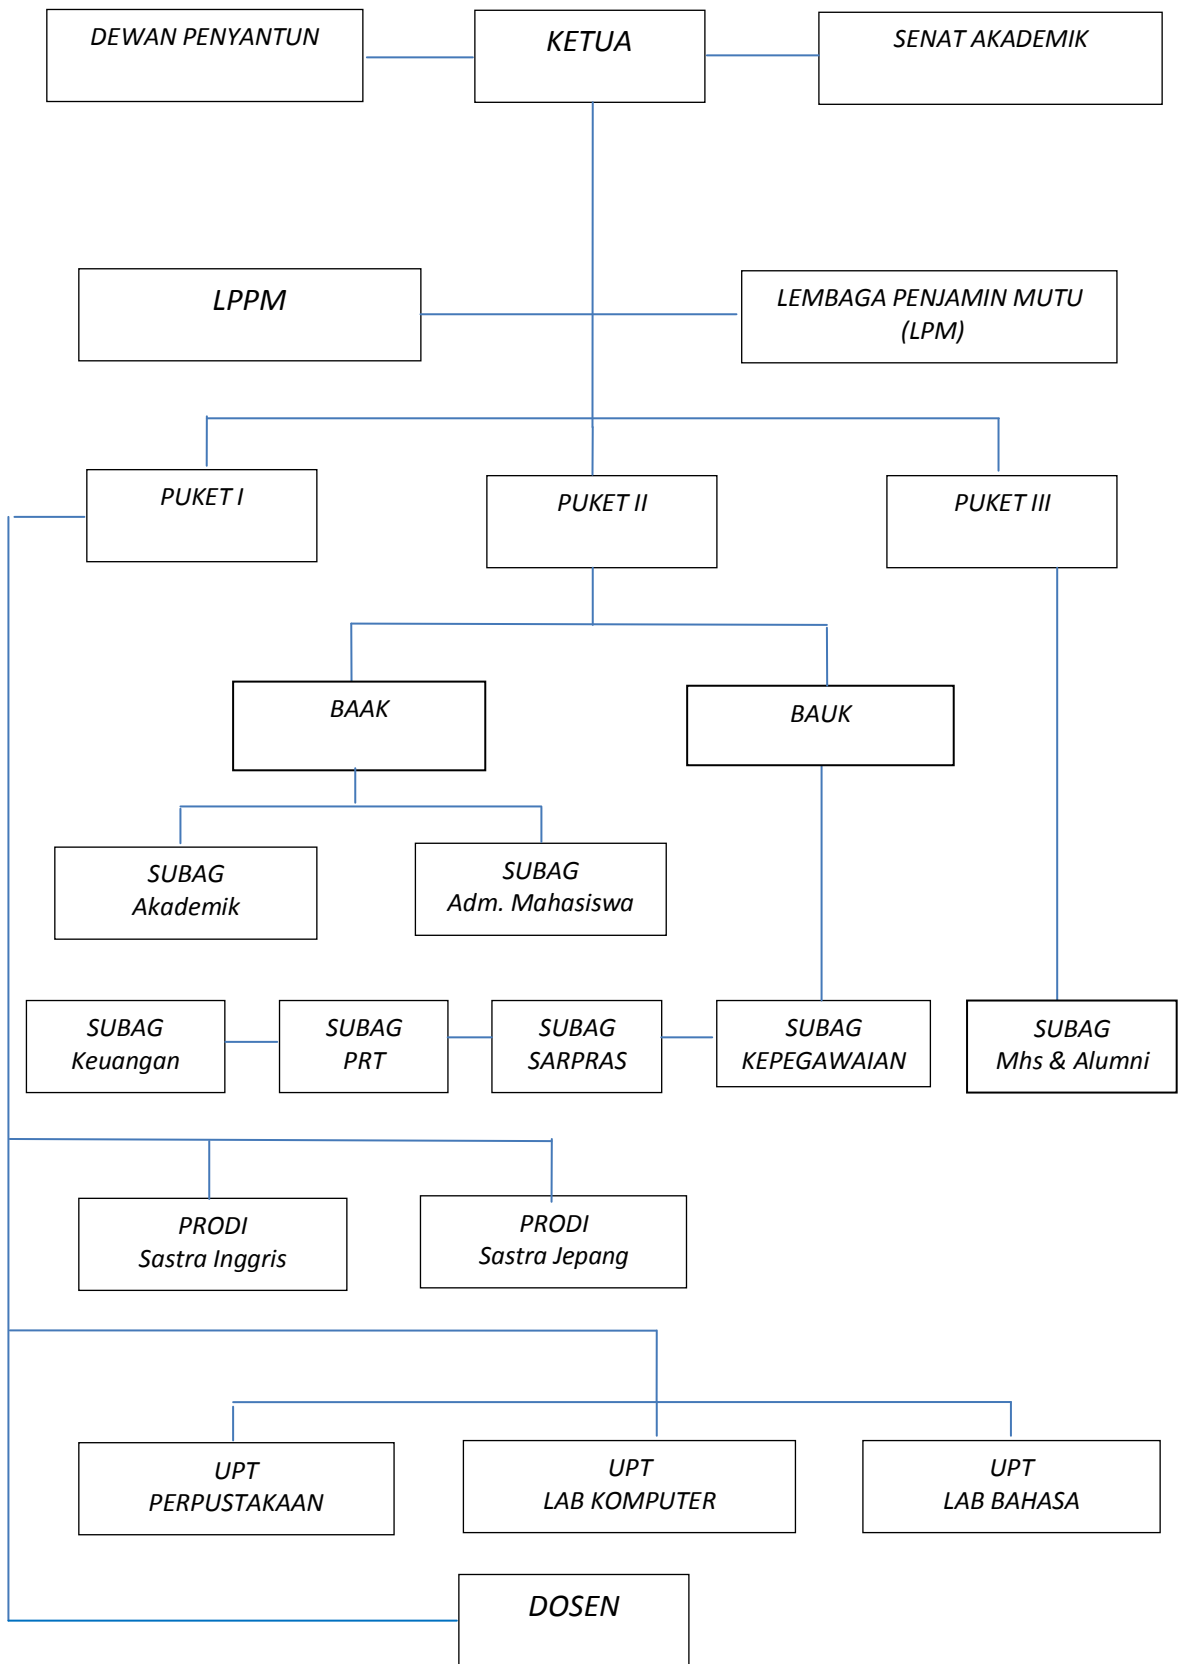 DEWAN PENYANTUN
KETUA
SENAT AKADEMIK
LPPM
LEMBAGA PENJAMIN MUTU
(LPM)
PUKET I
PUKET II
PUKET III
BAAK
BAUK
SUBAG
Akademik
SUBAG
Adm. Mahasiswa
SUBAG
Keuangan
SUBAG
PRT
SUBAG
SARPRAS
SUBAG
KEPEGAWAIAN
SUBAG
Mhs & Alumni
PRODI
Sastra Inggris
PRODI
Sastra Jepang
UPT
PERPUSTAKAAN
UPT
LAB KOMPUTER
UPT
LAB BAHASA
DOSEN